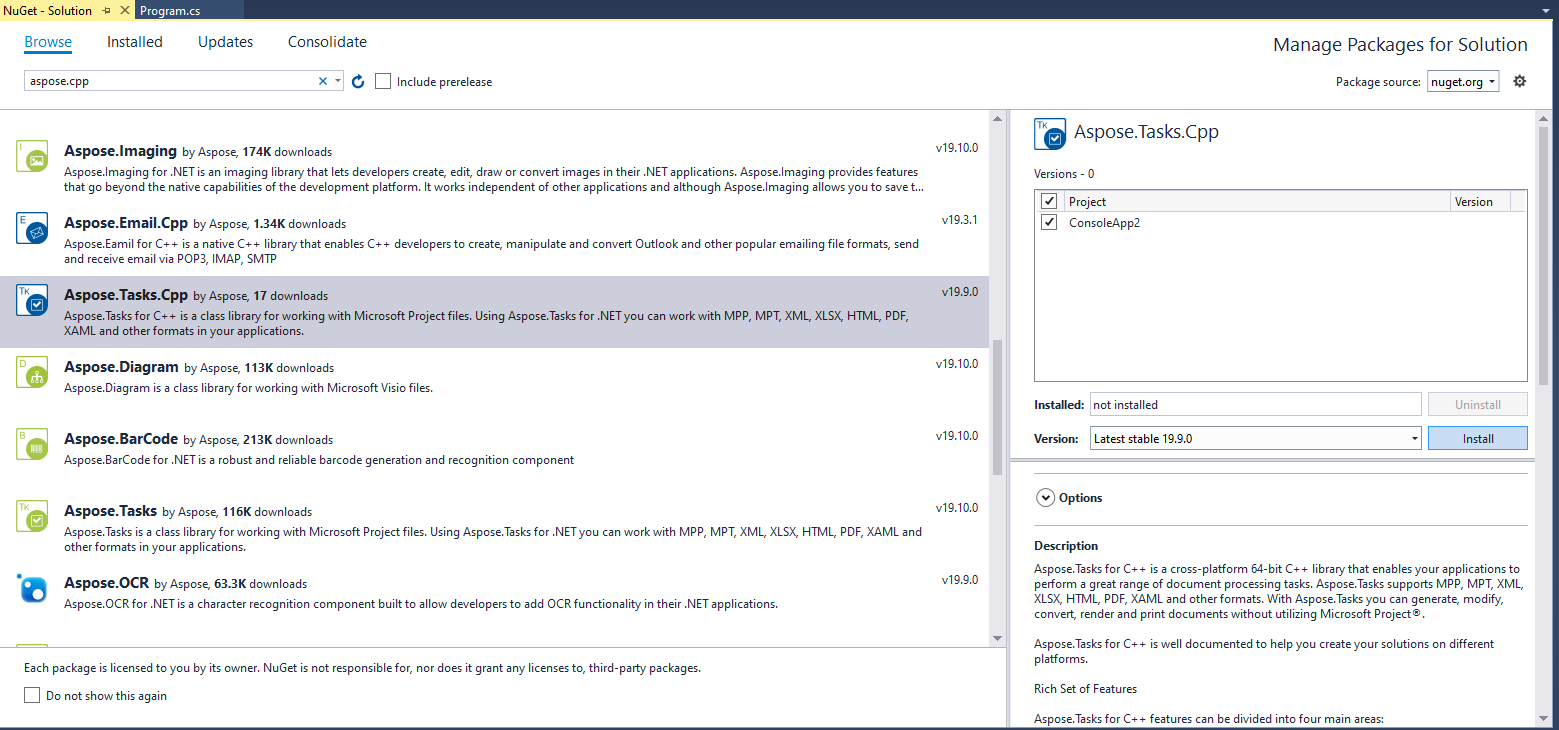 NuGet - Solution
Program.cs
Browse Installed Updates Consolidate
Manage Packages for Solution
aspose.cpp
Include prerelease
Package source: nuget.org
I
Aspose.Imaging by Aspose, 174K downloads
v19.10.0
Aspose.Imaging for .NET is an imaging library that lets developers create, edit, draw or convert images in their .NET applications. Aspose.Imaging provides features
that go beyond the native capabilities of the development platform. It works independent of other applications and although Aspose.Imaging allows you to save t...
E
Aspose.Email.Cpp by Aspose, 1.34K downloads
v19.3.1
Aspose.Eamil for C++ is a native C++ library that enables C++ developers to create, manipulate and convert Outlook and other popular emailing file formats, send
and receive email via POP3, IMAP, SMTP
TK
Aspose.Tasks.Cpp by Aspose, 17 downloads
v19.9.0
Aspose.Tasks for C++ is a class library for working with Microsoft Project files. Using Aspose.Tasks for .NET you can work with MPP, MPT, XML, XLSX, HTML, PDF,
XAML and other formats in your applications.
D
Aspose.Diagram by Aspose, 113K downloads
v19.10.0
Aspose.Diagram is a class library for working with Microsoft Visio files.
B
Aspose.BarCode by Aspose, 213K downloads
v19.10.0
Aspose.BarCode for .NET is a robust and reliable barcode generation and recognition component
TK
Aspose.Tasks by Aspose, 116K downloads
v19.10.0
Aspose.Tasks is a class library for working with Microsoft Project files. Using Aspose.Tasks for .NET you can work with MPP, MPT, XML, XLSX, HTML, PDF, XAML and
other formats in your applications.
Aspose.OCR by Aspose, 63.3K downloads
v19.9.0
Aspose.OCR for .NET is a character recognition component built to allow developers to add OCR functionality in their .NET applications.
Each package is licensed to you by its owner. NuGet is not responsible for, nor does it grant any licenses to, third-party packages.
Do not show this again
TK
Aspose.Tasks.Cpp
Versions - 0
Project Version
ConsoleApp2
Installed: not installed Uninstall
Version: Latest stable 19.9.0 Install
Options
Description
Aspose.Tasks for C++ is a cross-platform 64-bit C++ library that enables your applications to
perform a great range of document processing tasks. Aspose.Tasks supports MPP, MPT, XML,
XLSX, HTML, PDF, XAML and other formats. With Aspose.Tasks you can generate, modify,
convert, render and print documents without utilizing Microsoft Project®.
Aspose.Tasks for C++ is well documented to help you create your solutions on different
platforms.
Rich Set of Features
Aspose.Tasks for C++ features can be divided into four main areas: